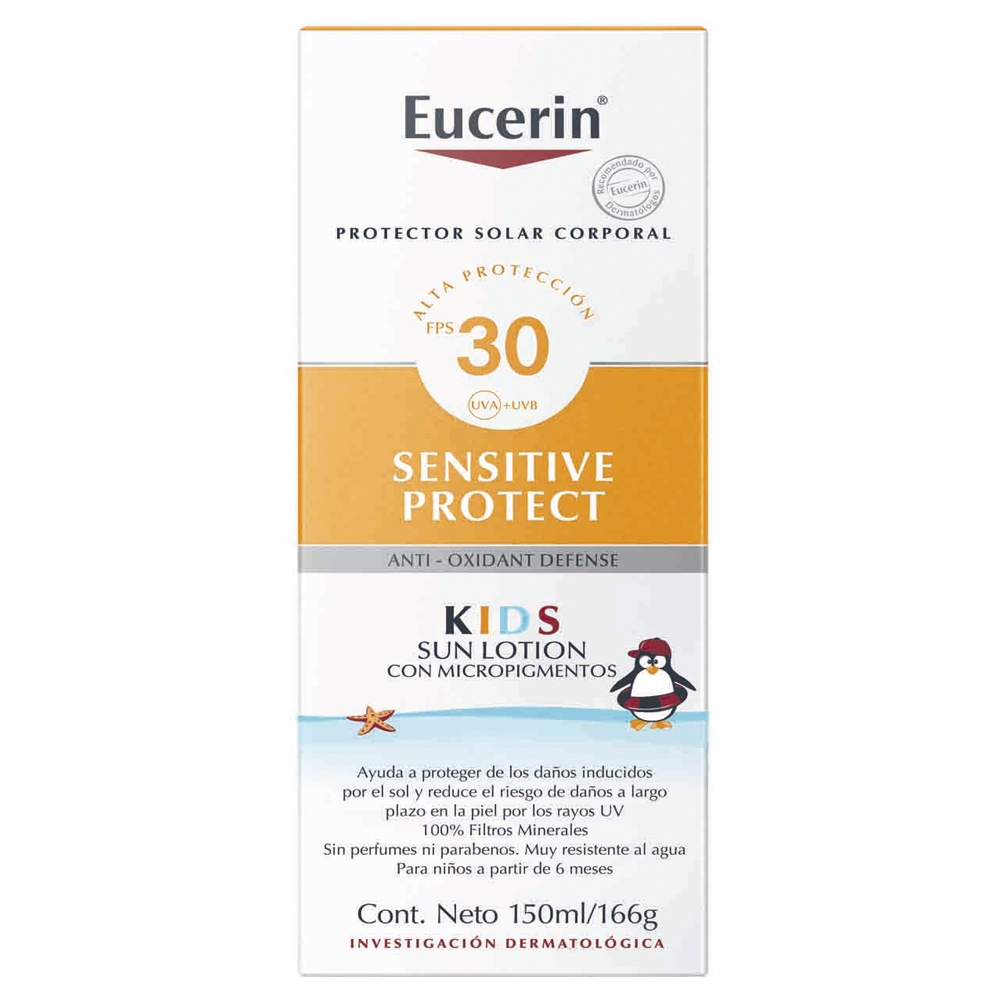 Eucerin®
Recomendado por
Eucerin
Dermatólogos
PROTECTOR SOLAR CORPORAL
ALTA PROTECCIÓN
FPS 30
UVA+UVB
SENSITIVE
PROTECT
ANTI - OXIDANT DEFENSE
KIDS
SUN LOTION
CON MICROPIGMENTOS
Ayuda a proteger de los daños inducidos
por el sol y reduce el riesgo de daños a largo
plazo en la piel por los rayos UV
100% Filtros Minerales
Sin perfumes ni parabenos. Muy resistente al agua
Para niños a partir de 6 meses
Cont. Neto 150ml/166g
INVESTIGACIÓN DERMATOLÓGICA